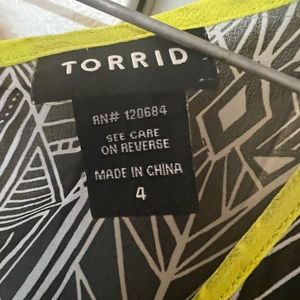 TORRID
RN# 120684
SEE CARE
ON REVERSE
MADE IN CHINA
4